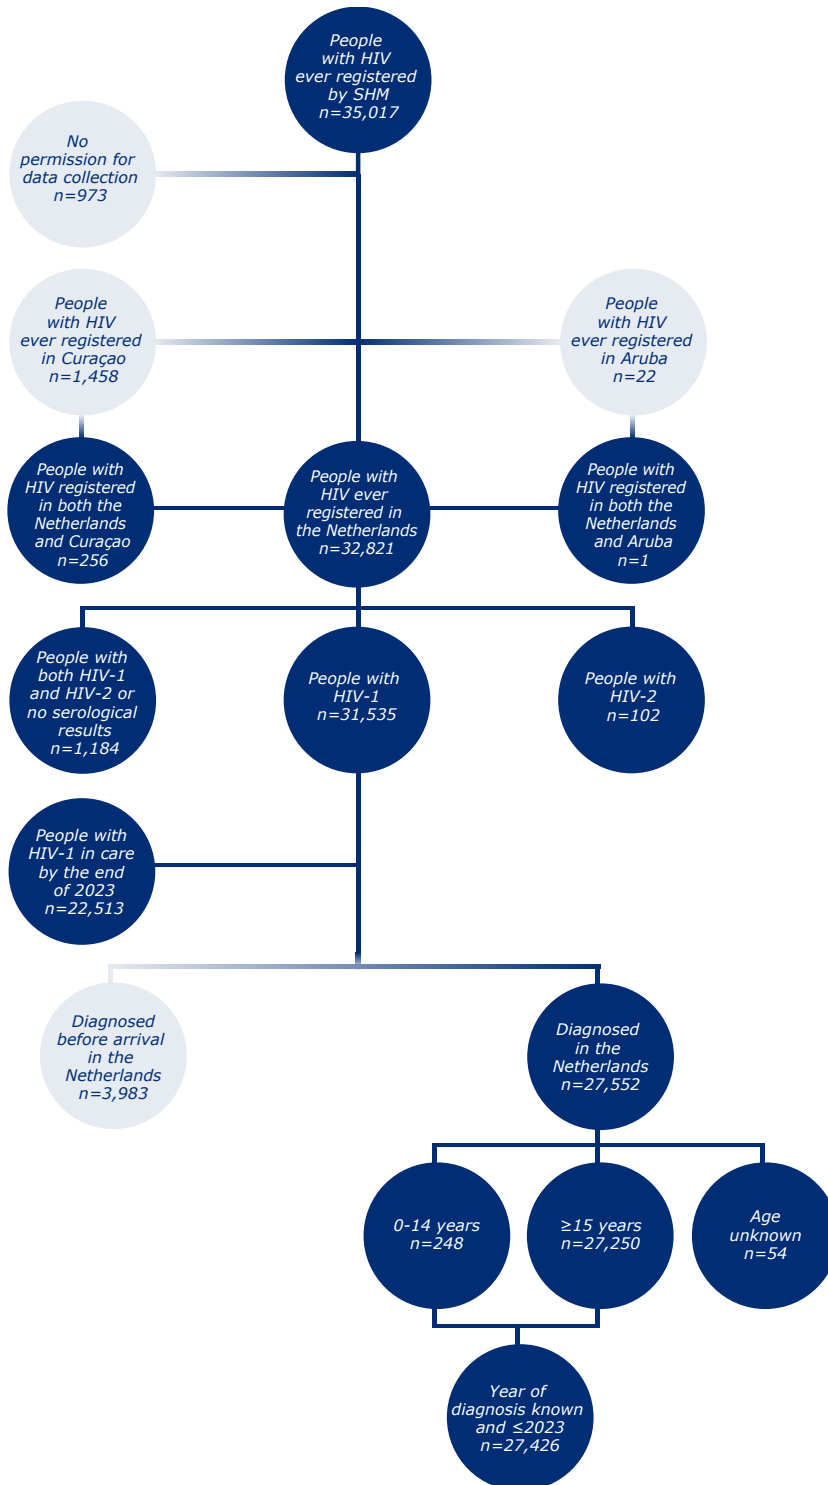 People
with HIV
ever registered
by SHM
n=35,017
No
permission for
data collection
n=973
People
with HIV
ever registered
in Curaçao
n=1,458
People
with HIV
ever registered
in Aruba
n=22
People with
HIV registered
in both the
Netherlands
and Curaçao
n=256
People with
HIV ever
registered in
the Netherlands
n=32,821
People with
HIV registered
in both the
Netherlands
and Aruba
n=1
People with
both HIV-1
and HIV-2 or
no serological
results
n=1,184
People with
HIV-1
n=31,535
People with
HIV-2
n=102
People with
HIV-1 in care
by the end
of 2023
n=22,513
Diagnosed
before arrival
in the
Netherlands
n=3,983
Diagnosed
in the
Netherlands
n=27,552
0-14 years
n=248
≥15 years
n=27,250
Age
unknown
n=54
Year of
diagnosis known
and ≤2023
n=27,426